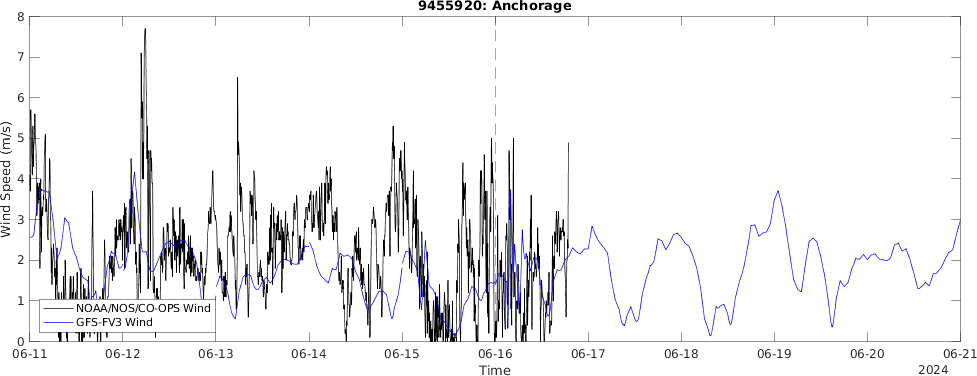 9455920: Anchorage
8
7
6
5
4
3
2
1
0
Wind Speed (m/s)
NOAA/NOS/CO-OPS Wind
GFS-FV3 Wind
06-11 06-12 06-13 06-14 06-15 06-16 06-17 06-18 06-19 06-20 06-21
Time
2024